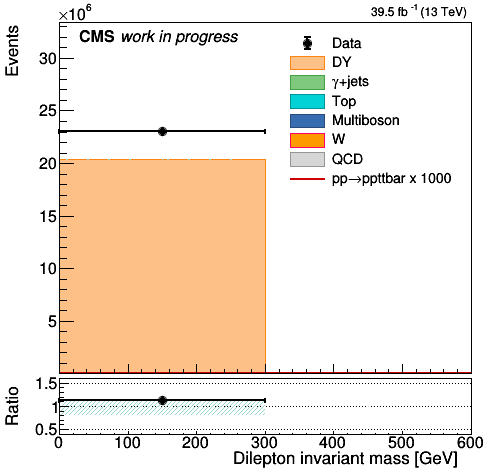 ×10⁶
39.5 fb⁻¹ (13 TeV)
CMS work in progress
Events
30
25
20
15
10
5
Data
DY
γ+jets
Top
Multiboson
W
QCD
pp→ppttbar x 1000
Ratio
1.5
1
0.5
0 100 200 300 400 500 600
Dilepton invariant mass [GeV]